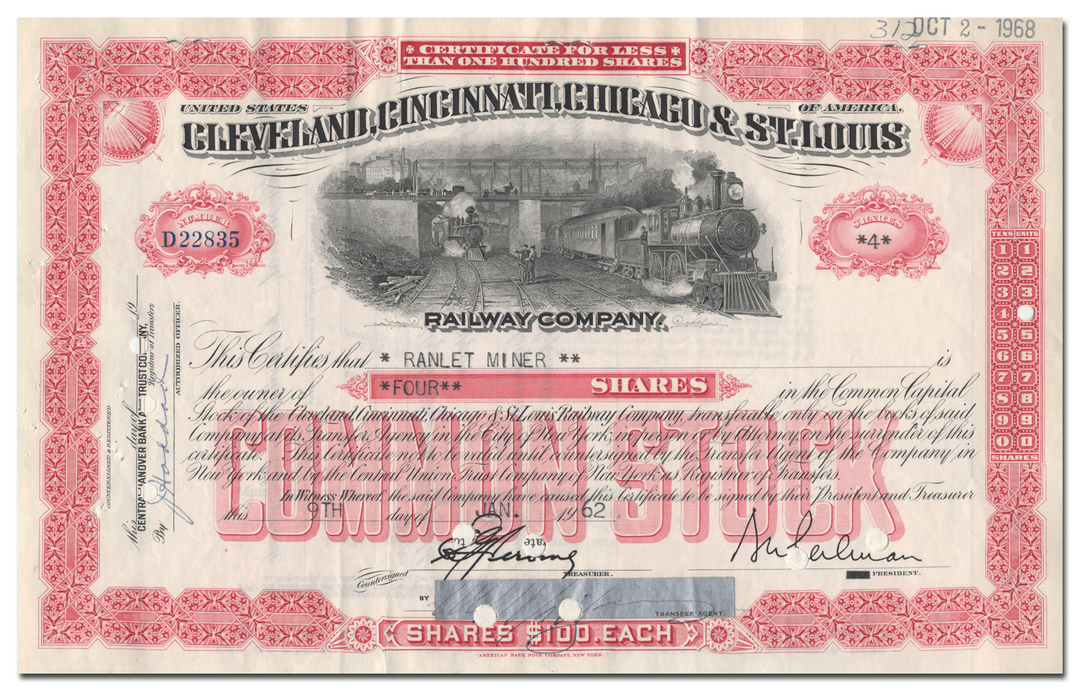 312 OCT 2 - 1968
CERTIFICATE FOR LESS
THAN ONE HUNDRED SHARES
UNITED STATES OF AMERICA.
CLEVELAND, CINCINNATI, CHICAGO & ST. LOUIS
RAILWAY COMPANY.
NUMBER
D22835
SHARES
*4*
TENS UNITS
1 1
2 2
3 3
4
5 5
6 6
7 7
8 8
9 9
0 0
SHARES
COUNTERSIGNED & REGISTERED
this day of 19
CENTRAL HANOVER BANK & TRUST CO. NY.
Registrar of Transfers
By
AUTHORIZED OFFICER.
This Certifies that * RANLET MINER ** is
the owner of *FOUR** SHARES in the Common Capital
Stock of the Cleveland, Cincinnati, Chicago & St. Louis Railway Company, transferable only on the books of said
Company at its Transfer Agency in the City of New York, in person or by Attorney, on the surrender of this
certificate. This Certificate not to be valid until countersigned by the Transfer Agent of the Company in
New York and by the Central Union Trust Company of New York as Registrar of Transfers.
In Witness Whereof, the said Company have caused this Certificate to be signed by their President and Treasurer
this 9TH day of JAN. 1962
COMMON STOCK
TREASURER.
PRESIDENT.
Countersigned
BY
TRANSFER AGENT.
SHARES $100. EACH
AMERICAN BANK NOTE COMPANY, NEW YORK.